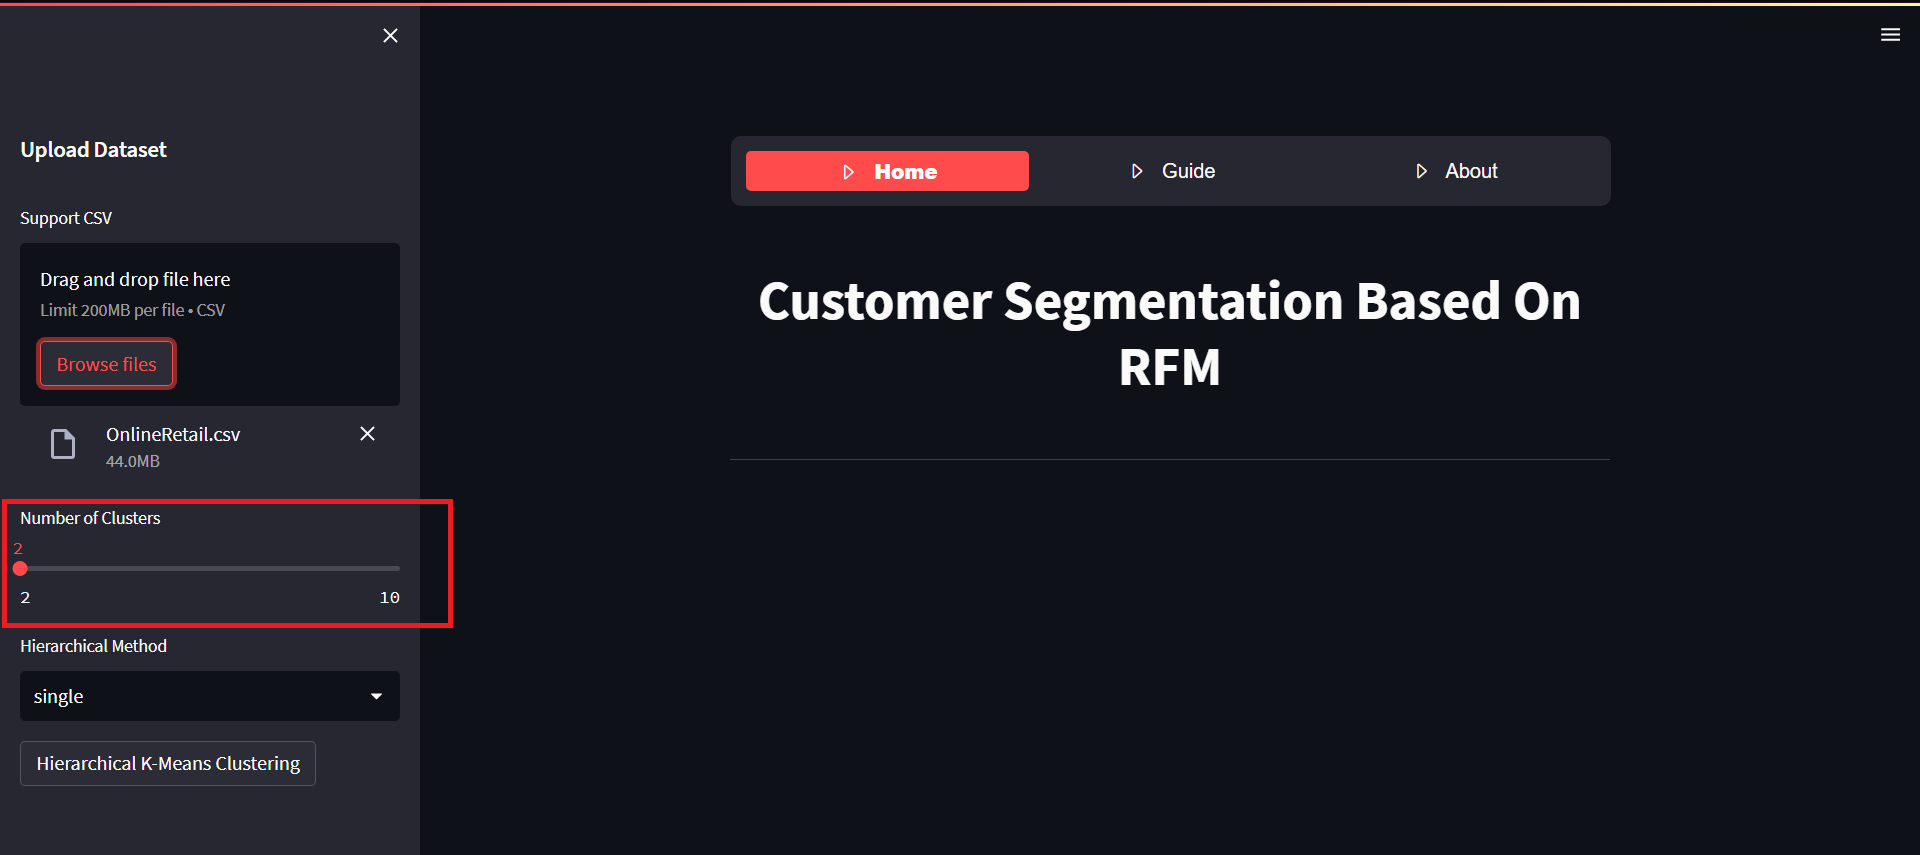 Upload Dataset
Support CSV
Drag and drop file here
Limit 200MB per file • CSV
Browse files
OnlineRetail.csv
44.0MB
Number of Clusters
2
2 10
Hierarchical Method
single
Hierarchical K-Means Clustering
Home Guide About
Customer Segmentation Based On
RFM